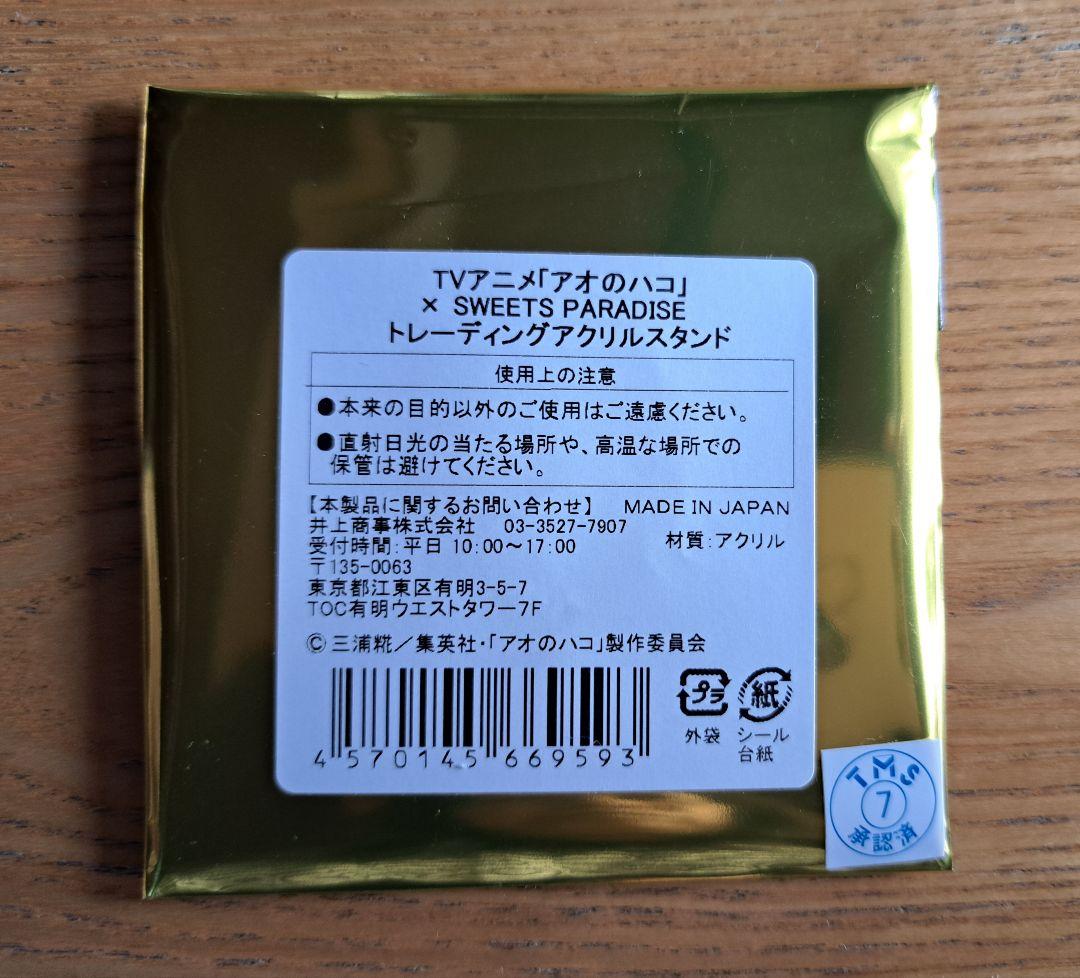 TVアニメ「アオのハコ」
× SWEETS PARADISE
トレーディングアクリルスタンド
使用上の注意
●本来の目的以外のご使用はご遠慮ください。
●直射日光の当たる場所や、高温な場所での
保管は避けてください。
【本製品に関するお問い合わせ】 MADE IN JAPAN
井上商事株式会社 03-3527-7907
受付時間:平日 10:00～17:00 材質:アクリル
〒135-0063
東京都江東区有明3-5-7
TOC有明ウエストタワー7F
© 三浦糀／集英社・「アオのハコ」製作委員会
4 570145 669593
プラ 紙
外袋 シール
台紙
TMS
7
承認済